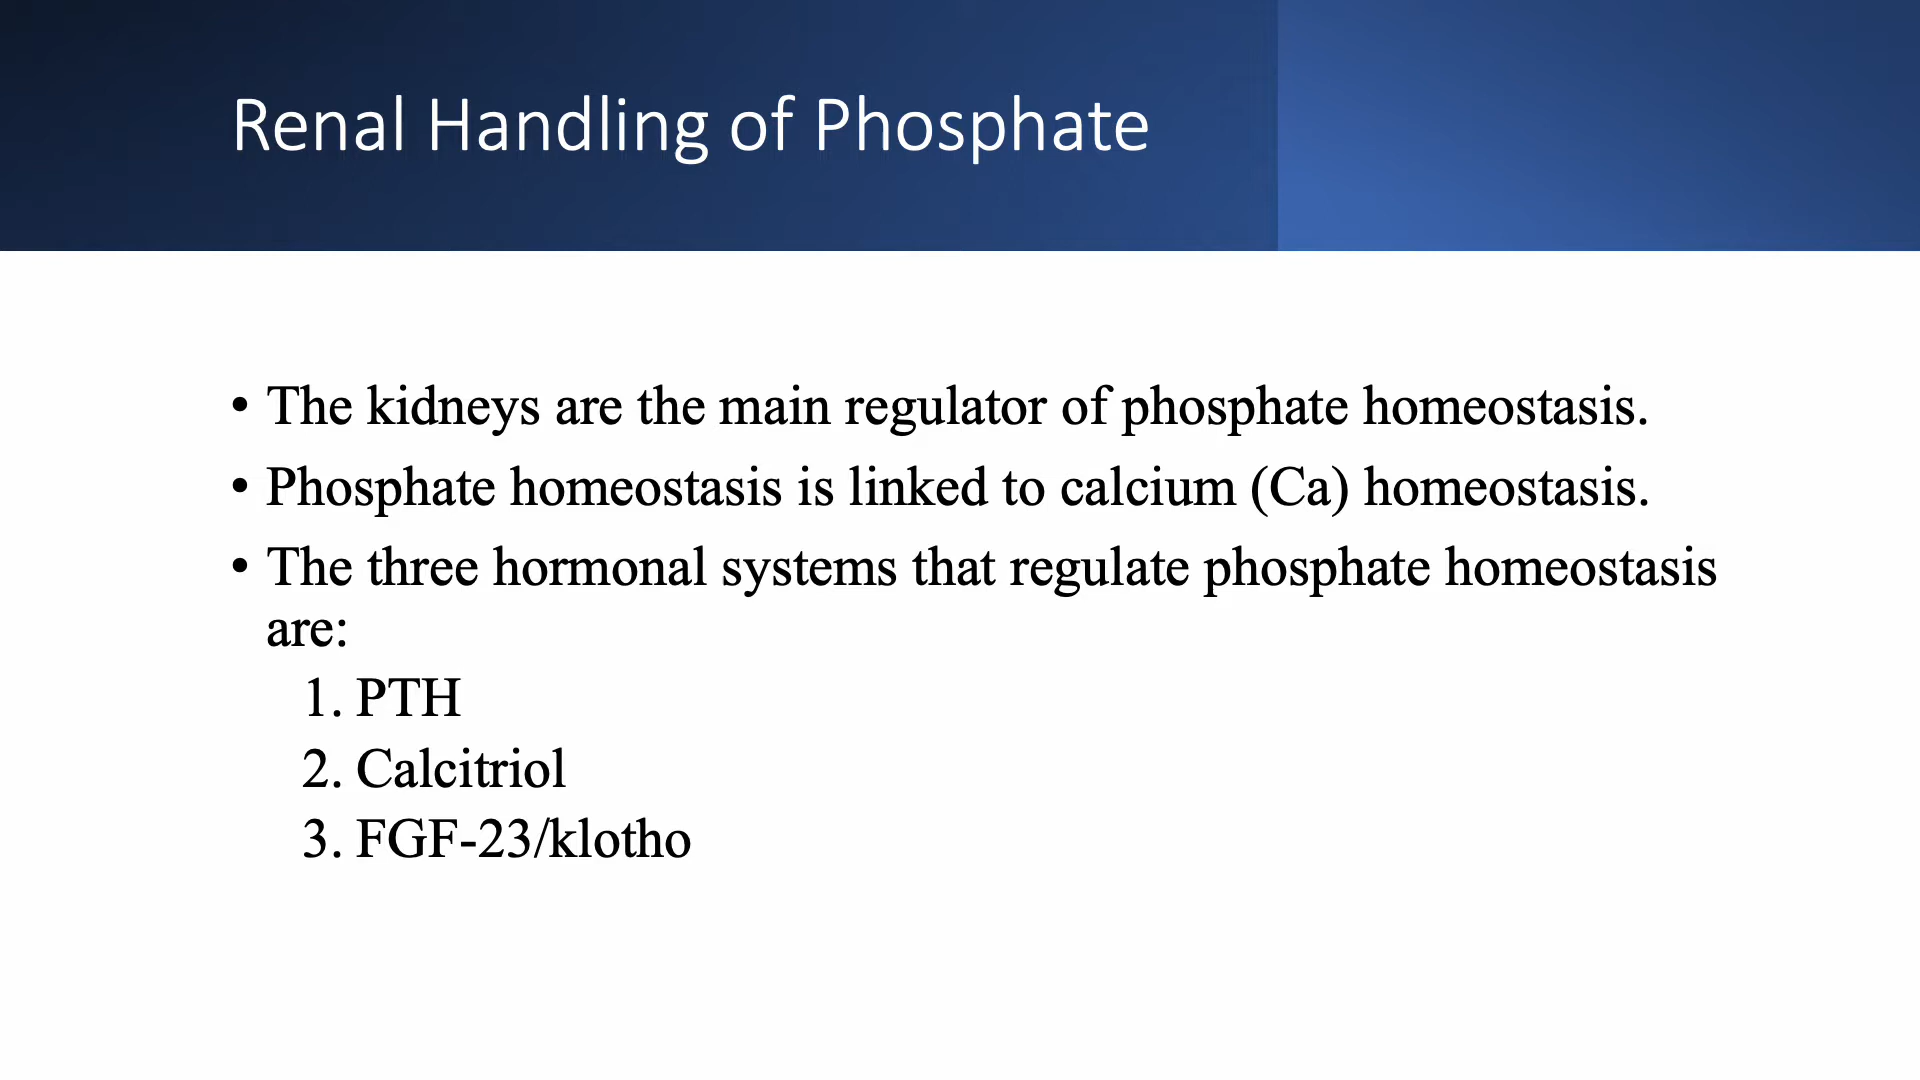 Renal Handling of Phosphate
• The kidneys are the main regulator of phosphate homeostasis.
• Phosphate homeostasis is linked to calcium (Ca) homeostasis.
• The three hormonal systems that regulate phosphate homeostasis
are:
1. PTH
2. Calcitriol
3. FGF-23/klotho